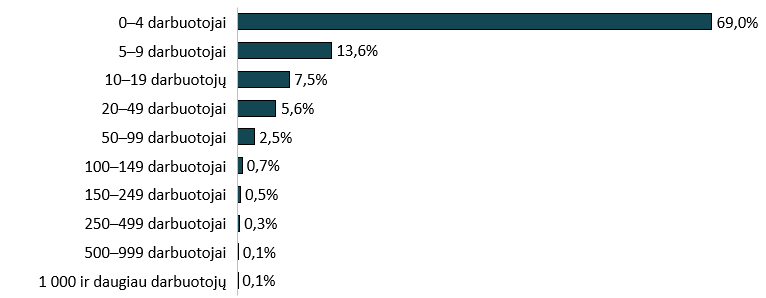 0–4 darbuotojai 69,0%
5–9 darbuotojai 13,6%
10–19 darbuotojų 7,5%
20–49 darbuotojai 5,6%
50–99 darbuotojai 2,5%
100–149 darbuotojai 0,7%
150–249 darbuotojai 0,5%
250–499 darbuotojai 0,3%
500–999 darbuotojai 0,1%
1 000 ir daugiau darbuotojų 0,1%